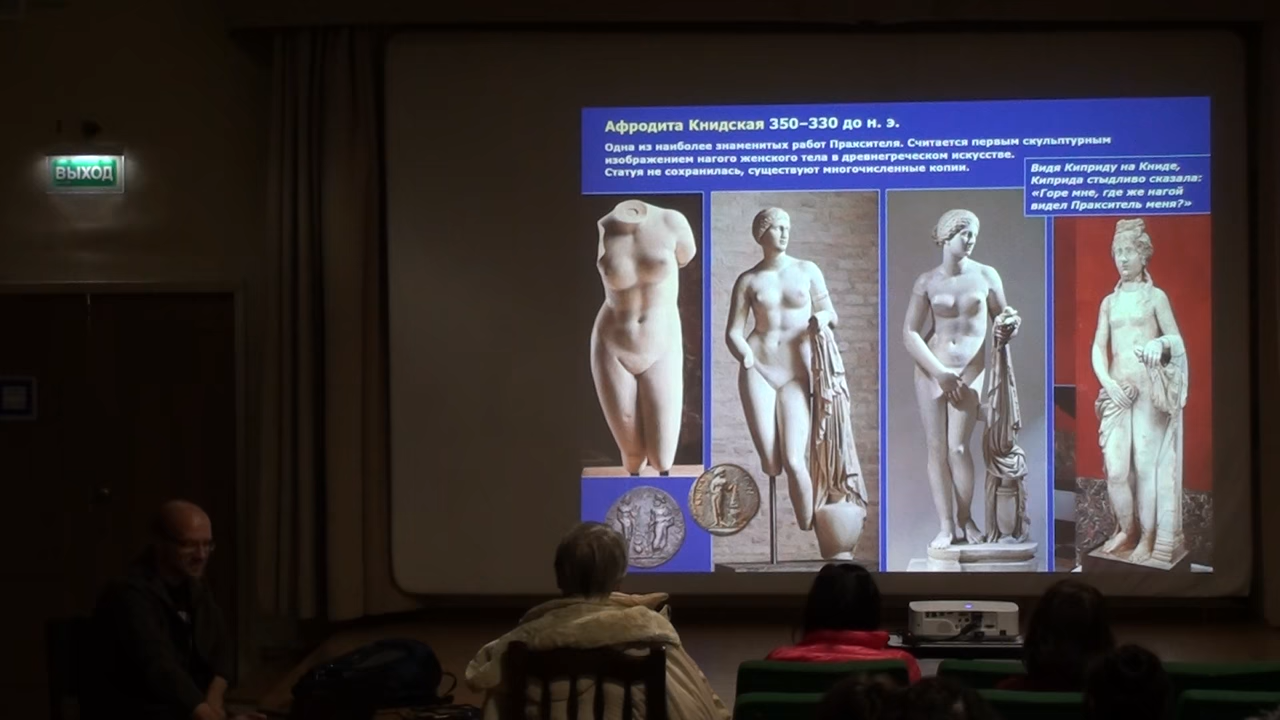 ВЫХОД
Афродита Книдская 350–330 до н. э.
Одна из наиболее знаменитых работ Праксителя. Считается первым скульптурным
изображением нагого женского тела в древнегреческом искусстве.
Статуя не сохранилась, существуют многочисленные копии.
Видя Киприду на Книде,
Киприда стыдливо сказала:
«Горе мне, где же нагой
видел Пракситель меня?»